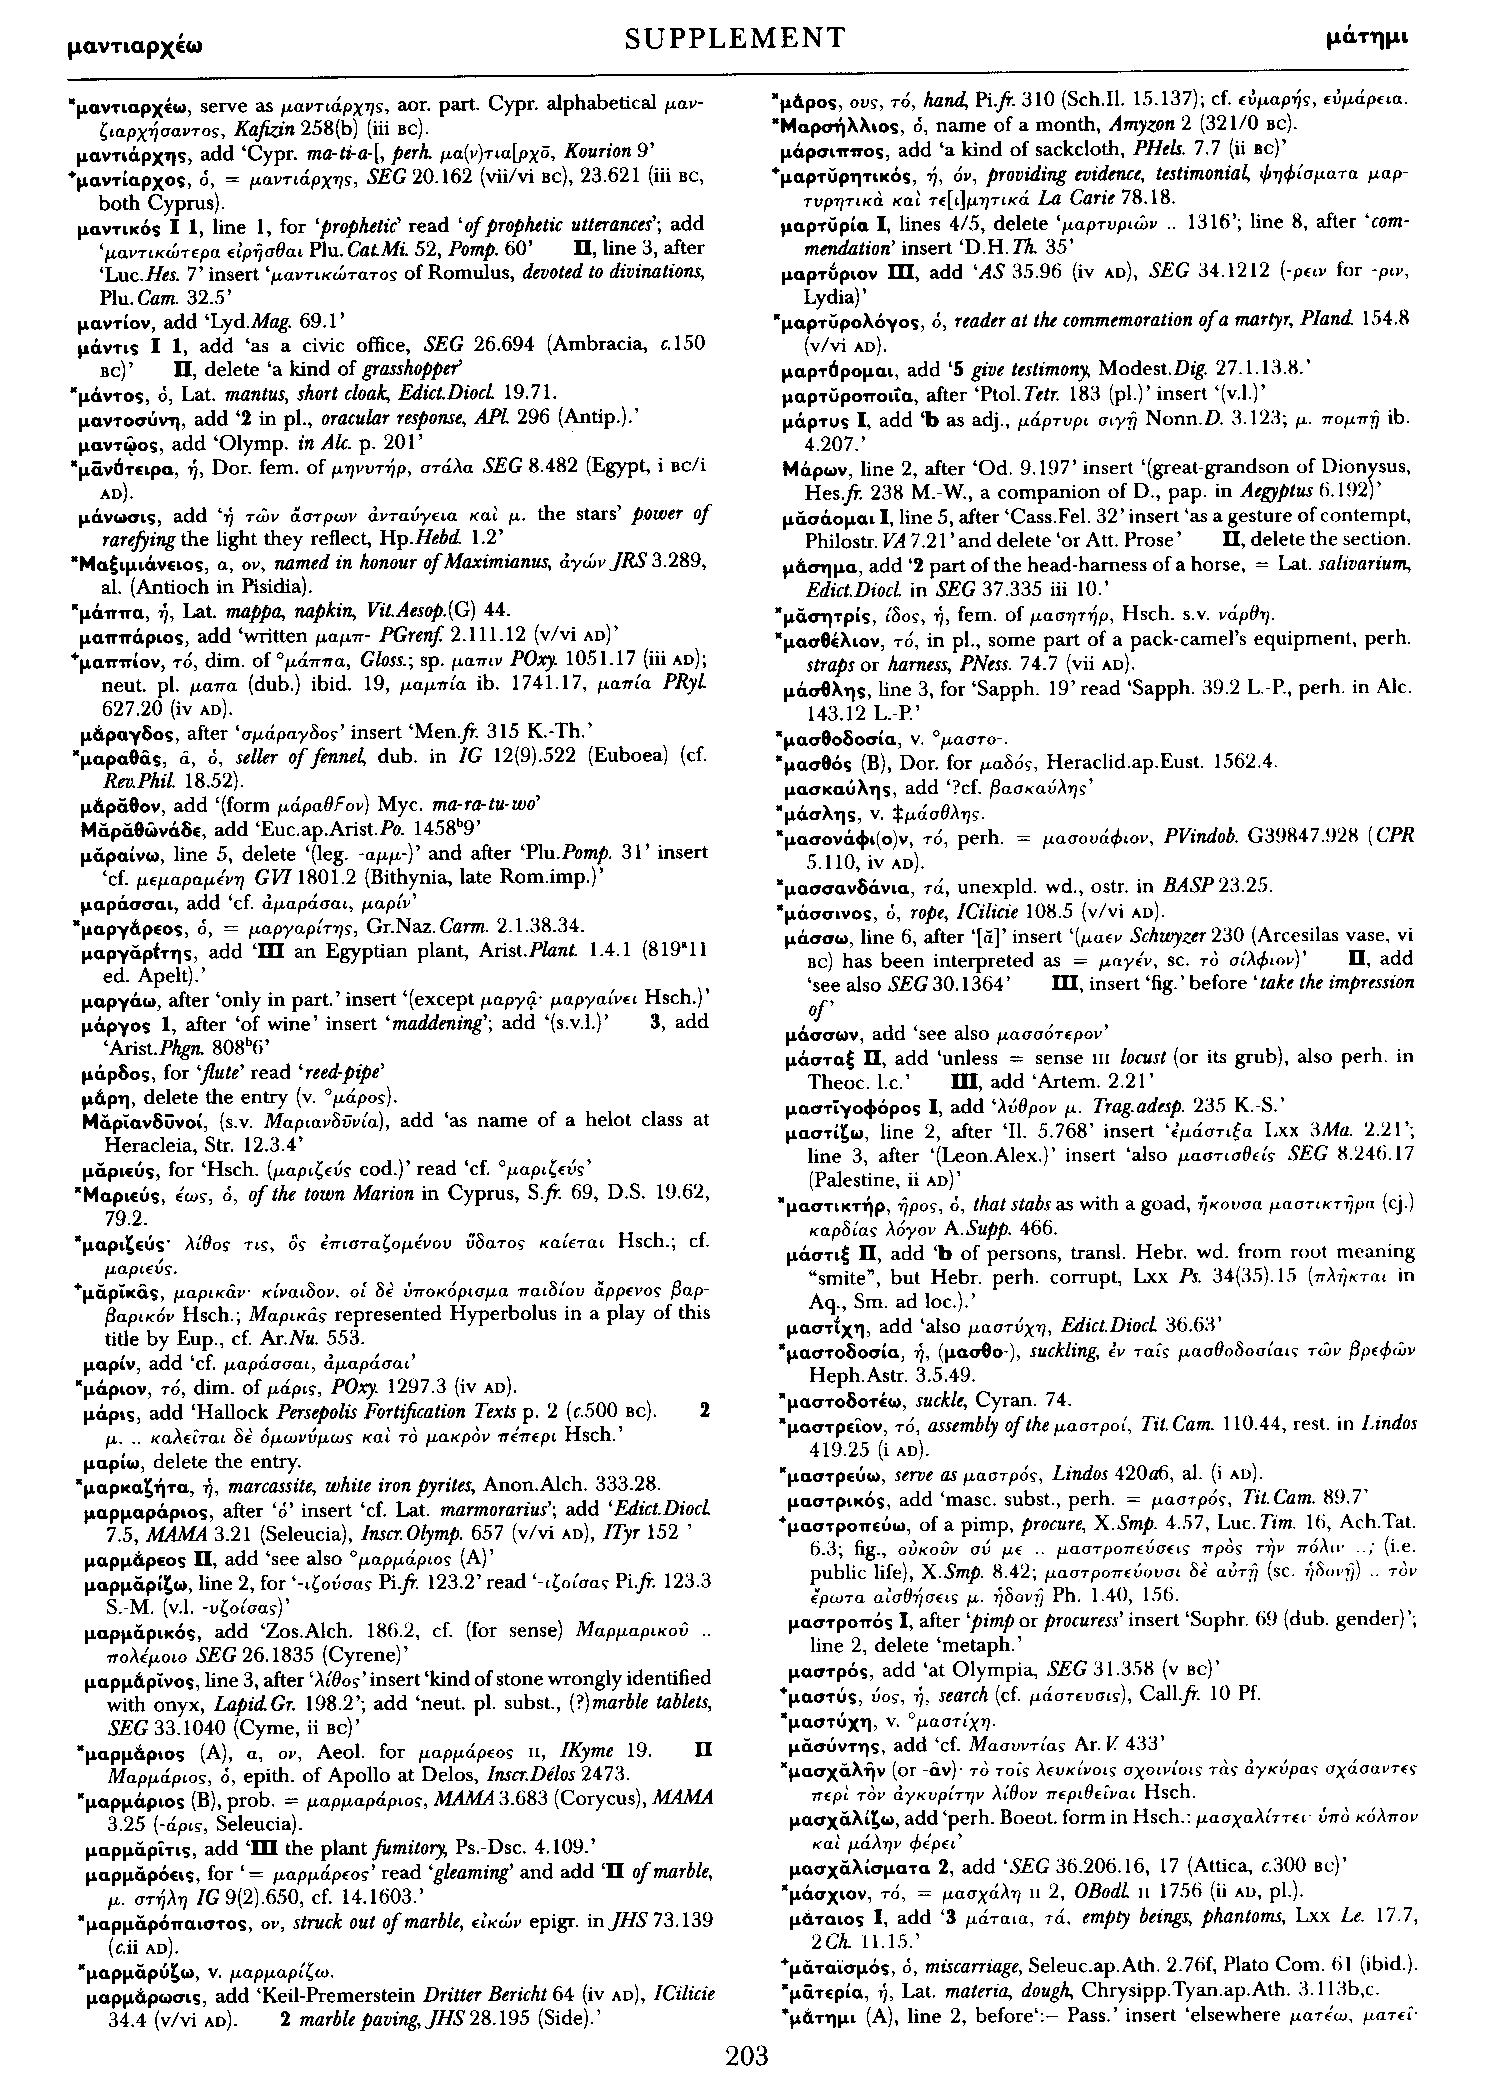 μαντιαρχέω
SUPPLEMENT
μάτημι
*μαντιαρχέω, serve as μαντιάρχης, aor. part. Cypr. alphabetical μαν-
ζιαρχήσαντος, Kafizin 258(b) (iii BC).
μαντιάρχης, add ‘Cypr. ma-ti-a-[, perh. μα(ν)τια[ρχō, Kourion 9’
⁺μαντίαρχος, ὁ, = μαντιάρχης, SEG 20.162 (vii/vi BC), 23.621 (iii BC,
both Cyprus).
μαντικός I 1, line 1, for ‘prophetic’ read ‘of prophetic utterances’; add
‘μαντικώτερα εἰρῆσθαι Plu.Cat.Mi. 52, Pomp. 60’ II, line 3, after
‘Luc.Hes. 7’ insert ‘μαντικώτατος of Romulus, devoted to divinations,
Plu.Cam. 32.5’
μαντίον, add ‘Lyd.Mag. 69.1’
μάντις I 1, add ‘as a civic office, SEG 26.694 (Ambracia, c.150
BC)’ II, delete ‘a kind of grasshopper’
*μάντος, ὁ, Lat. mantus, short cloak, Edict.Diocl. 19.71.
μαντοσύνη, add ‘2 in pl., oracular response, APl. 296 (Antip.).’
μαντῷος, add ‘Olymp. in Alc. p. 201’
*μᾱνύ̄τειρα, ἡ, Dor. fem. of μηνυτήρ, στάλα SEG 8.482 (Egypt, i BC/i
AD).
μάνωσις, add ‘ἡ τῶν ἄστρων ἀνταύγεια καὶ μ. the stars’ power of
rarefying the light they reflect, Hp.Hebd. 1.2’
*Μαξιμιάνειος, α, ον, named in honour of Maximianus, ἀγών JRS 3.289,
al. (Antioch in Pisidia).
*μάππα, ἡ, Lat. mappa, napkin, Vit.Aesop.(G) 44.
μαππάριος, add ‘written μαμπ- PGrenf. 2.111.12 (v/vi AD)’
⁺μαππίον, τό, dim. of °μάππα, Gloss.; sp. μαπιν POxy. 1051.17 (iii AD);
neut. pl. μαπα (dub.) ibid. 19, μαμπία ib. 1741.17, μαπία PRyl.
627.20 (iv AD).
μά̆ραγδος, after ‘σμάραγδος’ insert ‘Men.fr. 315 K.-Th.’
*μαραθᾶς, ᾶ, ὁ, seller of fennel, dub. in IG 12(9).522 (Euboea) (cf.
Rev.Phil. 18.52).
μά̆ρᾰθον, add ‘(form μάραθϝον) Myc. ma-ra-tu-wo’
Μᾰρᾰθῶνάδε, add ‘Euc.ap.Arist.Po. 1458ᵇ9’
μᾰραίνω, line 5, delete ‘(leg. -αμμ-)’ and after ‘Plu.Pomp. 31’ insert
‘cf. μεμαραμένη GVI 1801.2 (Bithynia, late Rom.imp.)’
μαράσσαι, add ‘cf. ἀμαράσαι, μαρίν’
*μαργά̆ρεος, ὁ, = μαργαρίτης, Gr.Naz.Carm. 2.1.38.34.
μαργᾰρί̄της, add ‘III an Egyptian plant, Arist.Plant. 1.4.1 (819ᵃ11
ed. Apelt).’
μαργάω, after ‘only in part.’ insert ‘(except μαργᾷ· μαργαίνει Hsch.)’
μάργος 1, after ‘of wine’ insert ‘maddening’; add ‘(s.v.l.)’ 3, add
‘Arist.Phgn. 808ᵇ6’
μάρδος, for ‘flute’ read ‘reed-pipe’
μά̆ρη, delete the entry (v. °μάρος).
Μᾰρῐανδῡνοί, (s.v. Μαριανδῡνία), add ‘as name of a helot class at
Heracleia, Str. 12.3.4’
μᾰριεύς, for ‘Hsch. (μαριζεύς cod.)’ read ‘cf. °μαριζεύς’
*Μαριεύς, έως, ὁ, of the town Marion in Cyprus, S.fr. 69, D.S. 19.62,
79.2.
*μαριζεύς· λίθος τις, ὃς ἐπισταζομένου ὕδατος καίεται Hsch.; cf.
μαριεύς.
⁺μᾰρῐκᾶς, μαρικᾶν· κίναιδον. οἱ δὲ ὑποκόρισμα παιδίου ἄρρενος βαρ-
βαρικόν Hsch.; Μαρικᾶς represented Hyperbolus in a play of this
title by Eup., cf. Ar.Nu. 553.
μαρίν, add ‘cf. μαράσσαι, ἀμαράσαι’
*μάριον, τό, dim. of μάρις, POxy. 1297.3 (iv AD).
μάρις, add ‘Hallock Persepolis Fortification Texts p. 2 (c.500 BC). 2
μ. .. καλεῖται δὲ ὁμωνύμως καὶ τὸ μακρὸν πέπερι Hsch.’
μαρίω, delete the entry.
*μαρκαζήτα, ἡ, marcassite, white iron pyrites, Anon.Alch. 333.28.
μαρμαράριος, after ‘ὁ’ insert ‘cf. Lat. marmorarius’; add ‘Edict.Diocl.
7.5, MAMA 3.21 (Seleucia), Inscr.Olymp. 657 (v/vi AD), ITyr 152 ’
μαρμά̆ρεος II, add ‘see also °μαρμάριος (A)’
μαρμᾰρίζω, line 2, for ‘-ιζούσας Pi.fr. 123.2’ read ‘-ιζοίσας Pi.fr. 123.3
S.-M. (v.l. -υζοίσας)’
μαρμᾰρικός, add ‘Zos.Alch. 186.2, cf. (for sense) Μαρμαρικοῦ ..
πολέμοιο SEG 26.1835 (Cyrene)’
μαρμά̆ρῐνος, line 3, after ‘λίθος’ insert ‘kind of stone wrongly identified
with onyx, Lapid.Gr. 198.2’; add ‘neut. pl. subst., (?)marble tablets,
SEG 33.1040 (Cyme, ii BC)’
*μαρμάριος (A), α, ον, Aeol. for μαρμάρεος II, IKyme 19. II
Μαρμάριος, ὁ, epith. of Apollo at Delos, Inscr.Délos 2473.
*μαρμάριος (B), prob. = μαρμαράριος, MAMA 3.683 (Corycus), MAMA
3.25 (-άρις, Seleucia).
μαρμᾰρῖτις, add ‘III the plant fumitory, Ps.-Dsc. 4.109.’
μαρμᾰρόεις, for ‘= μαρμάρεος’ read ‘gleaming’ and add ‘II of marble,
μ. στήλη IG 9(2).650, cf. 14.1603.’
*μαρμᾰρόπαιστος, ον, struck out of marble, εἰκών epigr. in JHS 73.139
(c.ii AD).
*μαρμᾰρύζω, v. μαρμαρίζω.
μαρμά̆ρωσις, add ‘Keil-Premerstein Dritter Bericht 64 (iv AD), ICilicie
34.4 (v/vi AD). 2 marble paving, JHS 28.195 (Side).’
*μά̆ρος, ους, τό, hand, Pi.fr. 310 (Sch.Il. 15.137); cf. εὐμαρής, εὐμάρεια.
*Μαρσήλλιος, ὁ, name of a month, Amyzon 2 (321/0 BC).
μάρσιππος, add ‘a kind of sackcloth, PHels. 7.7 (ii BC)’
⁺μαρτῠρητικός, ή, όν, providing evidence, testimonial, ψηφίσματα μαρ-
τυρητικὰ καὶ τε[ι]μητικά La Carie 78.18.
μαρτῠρία I, lines 4/5, delete ‘μαρτυριῶν .. 1316’; line 8, after ‘com-
mendation’ insert ‘D.H.Th. 35’
μαρτύ̆ριον III, add ‘AS 35.96 (iv AD), SEG 34.1212 (-ρειν for -ριν,
Lydia)’
*μαρτῠρολόγος, ὁ, reader at the commemoration of a martyr, PIand. 154.8
(v/vi AD).
μαρτύ̄ρομαι, add ‘5 give testimony, Modest.Dig. 27.1.13.8.’
μαρτῠροποιΐα, after ‘Ptol.Tetr. 183 (pl.)’ insert ‘(v.l.)’
μάρτυς I, add ‘b as adj., μάρτυρι σιγῇ Nonn.D. 3.123; μ. πομπῇ ib.
4.207.’
Μάρων, line 2, after ‘Od. 9.197’ insert ‘(great-grandson of Dionysus,
Hes.fr. 238 M.-W., a companion of D., pap. in Aegyptus 6.192)’
μᾰσάομαι I, line 5, after ‘Cass.Fel. 32’ insert ‘as a gesture of contempt,
Philostr.VA 7.21’ and delete ‘or Att. Prose’ II, delete the section.
μά̆σημα, add ‘2 part of the head-harness of a horse, = Lat. salivarium,
Edict.Diocl. in SEG 37.335 iii 10.’
*μᾰσητρίς, ίδος, ἡ, fem. of μασητήρ, Hsch. s.v. νάρθη.
*μασθέλιον, τό, in pl., some part of a pack-camel’s equipment, perh.
straps or harness, PNess. 74.7 (vii AD).
μάσθλης, line 3, for ‘Sapph. 19’ read ‘Sapph. 39.2 L.-P., perh. in Alc.
143.12 L.-P.’
*μασθοδοσία, v. °μαστο-.
*μασθός (B), Dor. for μαδός, Heraclid.ap.Eust. 1562.4.
μασκαύλης, add ‘?cf. βασκαύλης’
*μάσλης, v. ‡μάσθλης.
*μασονάφι(ο)ν, τό, perh. = μασουάφιον, PVindob. G39847.928 (CPR
5.110, iv AD).
*μασσανδάνια, τά, unexpld. wd., ostr. in BASP 23.25.
*μάσσινος, ὁ, rope, ICilicie 108.5 (v/vi AD).
μάσσω, line 6, after ‘[ᾰ]’ insert ‘(μαεν Schwyzer 230 (Arcesilas vase, vi
BC) has been interpreted as = μαγέν, sc. τὸ σίλφιον)’ II, add
‘see also SEG 30.1364’ III, insert ‘fig.’ before ‘take the impression
of’
μάσσων, add ‘see also μασσότερον’
μάσταξ II, add ‘unless = sense III locust (or its grub), also perh. in
Theoc. l.c.’ III, add ‘Artem. 2.21’
μαστῑγοφόρος I, add ‘λύθρον μ. Trag.adesp. 235 K.-S.’
μαστίζω, line 2, after ‘Il. 5.768’ insert ‘ἐμάστιξα Lxx 3Ma. 2.21’;
line 3, after ‘(Leon.Alex.)’ insert ‘also μαστισθείς SEG 8.246.17
(Palestine, ii AD)’
*μαστικτήρ, ῆρος, ὁ, that stabs as with a goad, ἤκουσα μαστικτῆρα (cj.)
καρδίας λόγον A.Supp. 466.
μάστιξ II, add ‘b of persons, transl. Hebr. wd. from root meaning
“smite”, but Hebr. perh. corrupt, Lxx Ps. 34(35).15 (πλῆκται in
Aq., Sm. ad loc.).’
μαστί̆χη, add ‘also μαστύχη, Edict.Diocl. 36.63’
*μαστοδοσία, ἡ, (μασθο-), suckling, ἐν ταῖς μασθοδοσίαις τῶν βρεφῶν
Heph.Astr. 3.5.49.
*μαστοδοτέω, suckle, Cyran. 74.
*μαστρεῖον, τό, assembly of the μαστροί, Tit.Cam. 110.44, rest. in Lindos
419.25 (i AD).
*μαστρεύω, serve as μαστρός, Lindos 420a6, al. (i AD).
μαστρικός, add ‘masc. subst., perh. = μαστρός, Tit.Cam. 89.7’
⁺μαστροπεύω, of a pimp, procure, X.Smp. 4.57, Luc.Tim. 16, Ach.Tat.
6.3; fig., οὐκοῦν σύ με .. μαστροπεύσεις πρὸς τὴν πόλιν ..; (i.e.
public life), X.Smp. 8.42; μαστροπεύουσι δὲ αὐτῇ (sc. ἡδονῇ) .. τὸν
ἔρωτα αἰσθήσεις μ. ἡδονῇ Ph. 1.40, 156.
μαστροπός I, after ‘pimp or procuress’ insert ‘Sophr. 69 (dub. gender)’;
line 2, delete ‘metaph.’
μαστρός, add ‘at Olympia, SEG 31.358 (v BC)’
⁺μαστύς, ύος, ἡ, search (cf. μάστευσις), Call.fr. 10 Pf.
*μαστύχη, v. °μαστίχη.
μᾰσύντης, add ‘cf. Μασυντίας Ar.V. 433’
*μασχᾰλῆν (or -ᾶν)· τὸ τοῖς λευκίνοις σχοινίοις τὰς ἀγκύρας σχάσαντες
περὶ τὸν ἀγκυρίτην λίθον περιθεῖναι Hsch.
μασχᾰλίζω, add ‘perh. Boeot. form in Hsch.: μασχαλίττει· ὑπὸ κόλπον
καὶ μάλην φέρει’
μασχᾰλίσματα 2, add ‘SEG 36.206.16, 17 (Attica, c.300 BC)’
*μάσχιον, τό, = μασχάλη II 2, OBodl. II 1756 (ii AD, pl.).
μά̆ταιος I, add ‘3 μάταια, τά, empty beings, phantoms, Lxx Le. 17.7,
2Ch. 11.15.’
⁺μᾰταϊσμός, ὁ, miscarriage, Seleuc.ap.Ath. 2.76f, Plato Com. 61 (ibid.).
*μᾱτερία, ἡ, Lat. materia, dough, Chrysipp.Tyan.ap.Ath. 3.113b,c.
*μά̆τημι (A), line 2, before‘:– Pass.’ insert ‘elsewhere ματέω, ματεῖ·
203